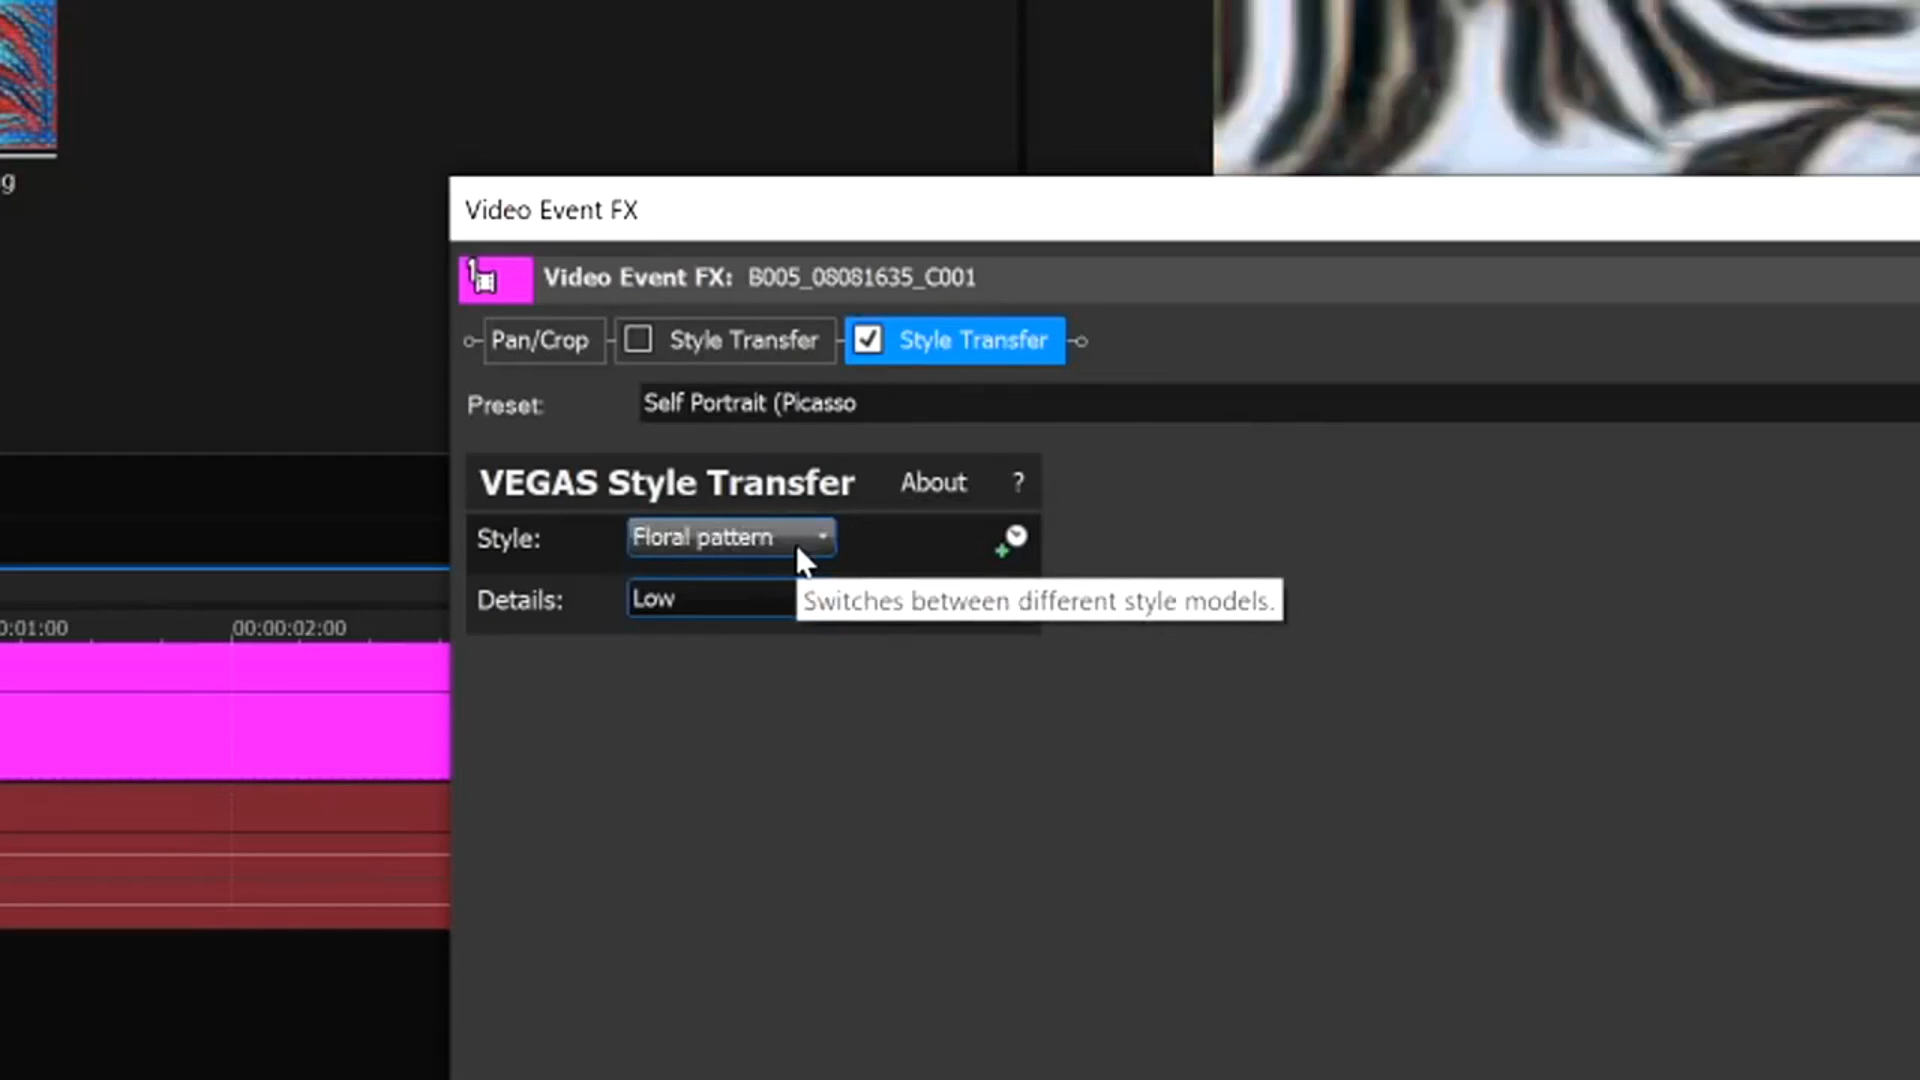 g
Video Event FX
Video Event FX: B005_08081635_C001
Pan/Crop Style Transfer Style Transfer
Preset: Self Portrait (Picasso
VEGAS Style Transfer About ?
Style: Floral pattern
Details: Low
Switches between different style models.
0:01:00 00:00:02:00